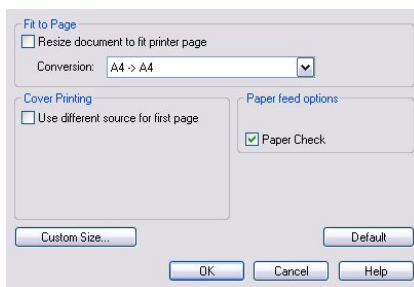 Fit to Page
Resize document to fit printer page
Conversion: A4 -> A4
Cover Printing
Use different source for first page
Paper feed options
Paper Check
Custom Size...
Default
OK
Cancel
Help